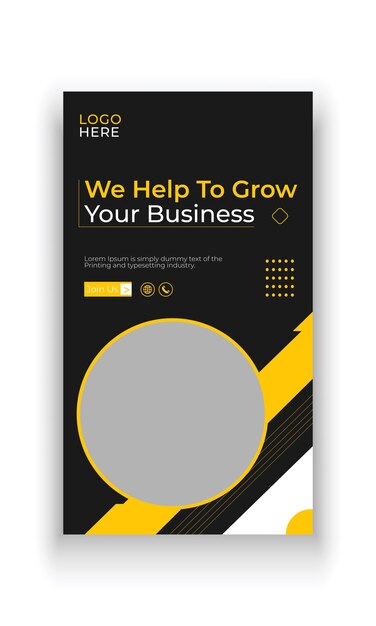 LOGO
HERE
We Help To Grow
Your Business
Lorem Ipsum is simply dummy text of the
Printing and typesetting industry.
Join Us >